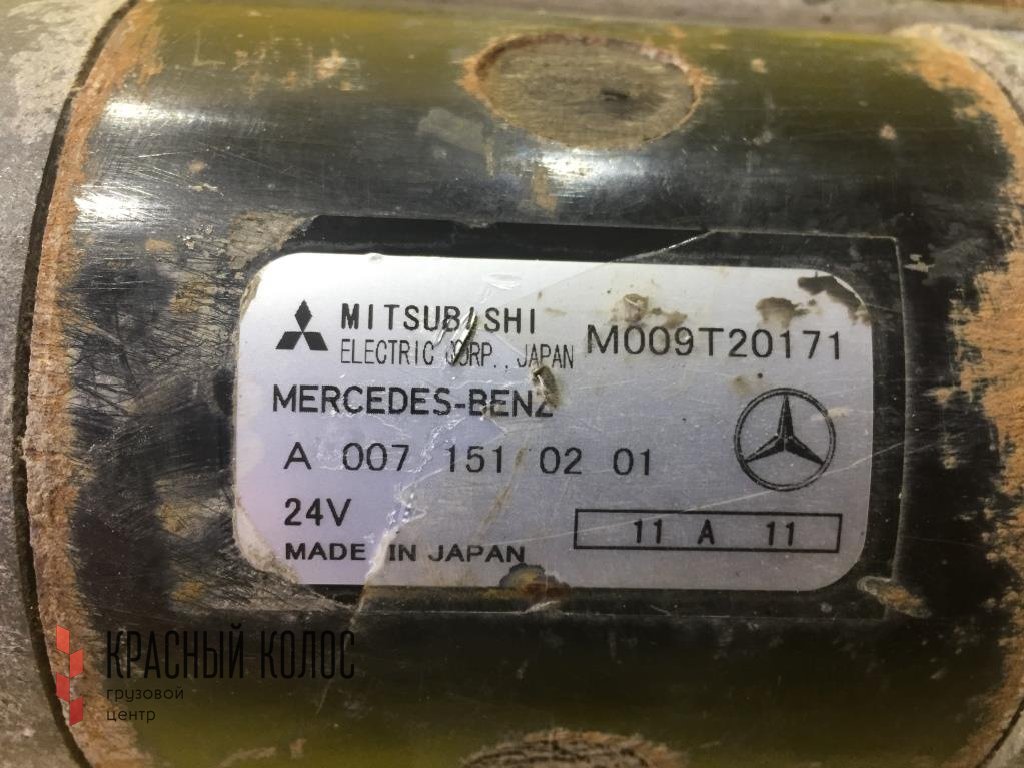 MITSUBISHI
ELECTRIC CORP., JAPAN
M009T20171
MERCEDES-BENZ
A 007 151 02 01
24V
11 A 11
MADE IN JAPAN
КРАСНЫЙ КОЛОС
грузовой
центр